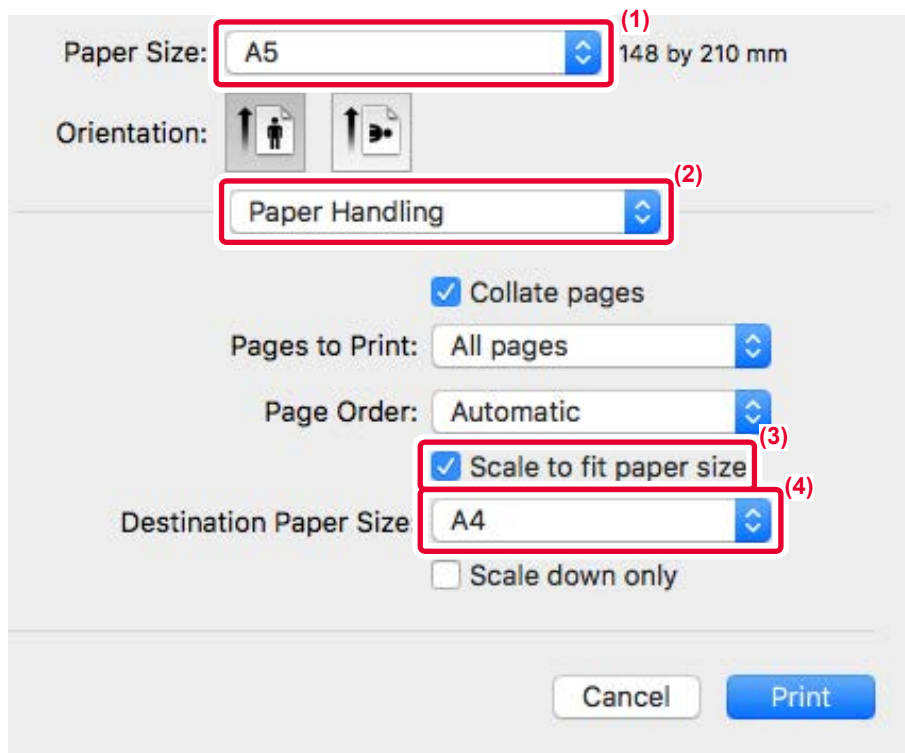 (1)
Paper Size: A5 148 by 210 mm
Orientation:
(2)
Paper Handling
Collate pages
Pages to Print: All pages
Page Order: Automatic
(3)
Scale to fit paper size
(4)
Destination Paper Size: A4
Scale down only
Cancel Print